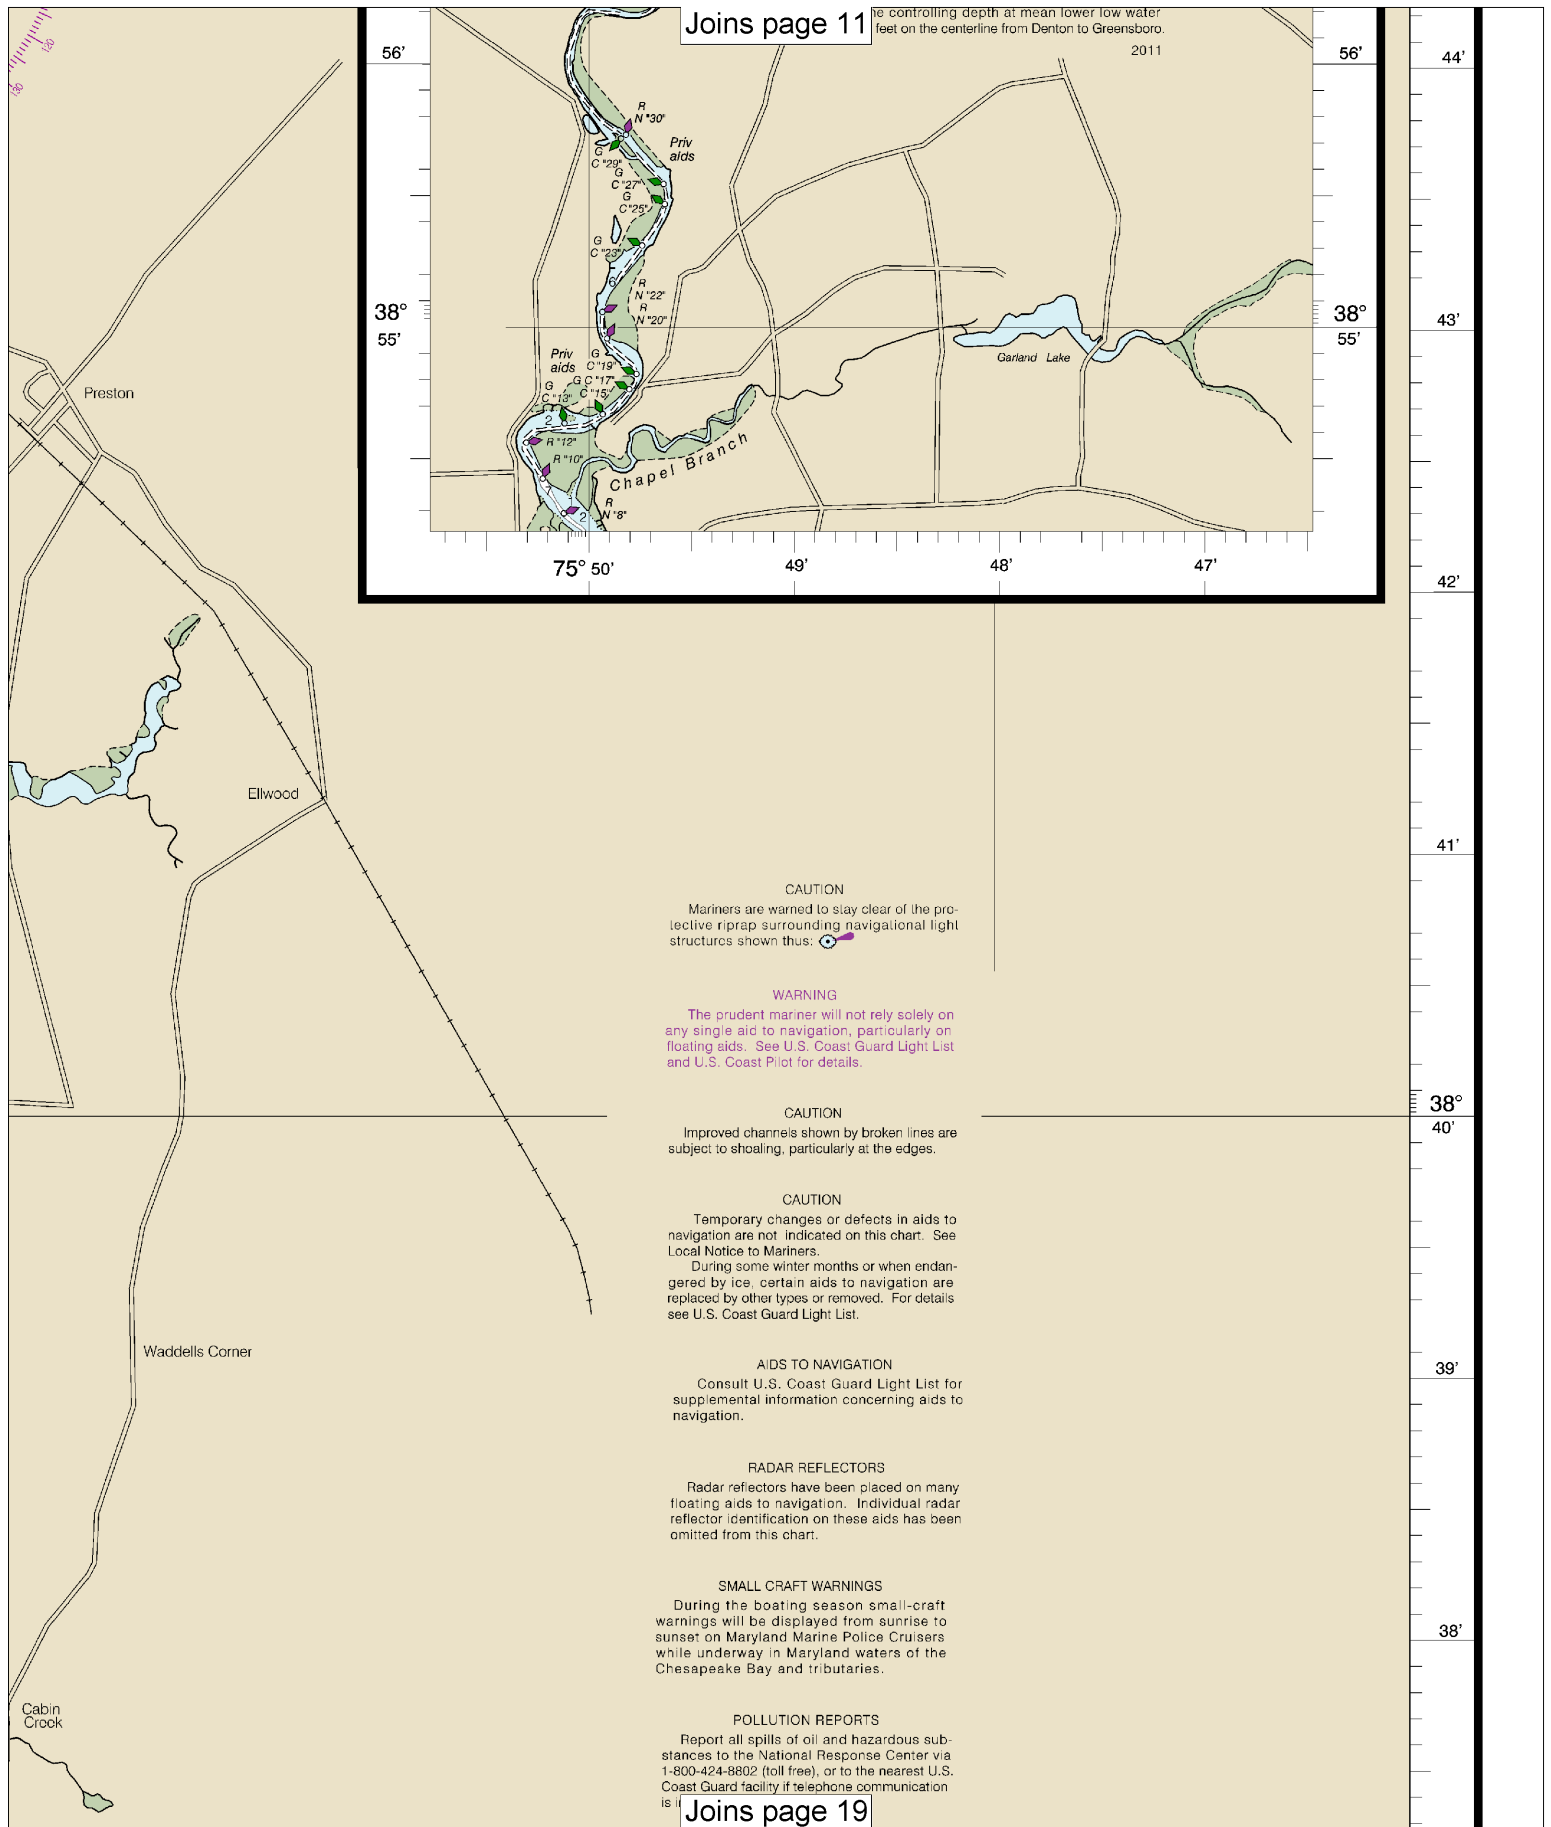 Joins page 11
he controlling depth at mean lower low water
feet on the centerline from Denton to Greensboro.
2011
120
130
56'
56'
44'
R
N "30"
Priv
aids
G
C "29"
G
C "27"
G
C "25"
G
C "23"
6
R
N "22"
R
N "20"
38°
55'
38°
55'
43'
Garland Lake
Priv
aids
G
C "19"
G C "17"
C "15"
G
C "13"
2
R "12"
R "10"
7
Chapel Branch
R
N "8"
2
Preston
75° 50'
49'
48'
47'
42'
Ellwood
41'
CAUTION
Mariners are warned to stay clear of the pro-
tective riprap surrounding navigational light
structures shown thus:
WARNING
The prudent mariner will not rely solely on
any single aid to navigation, particularly on
floating aids. See U.S. Coast Guard Light List
and U.S. Coast Pilot for details.
38°
40'
CAUTION
Improved channels shown by broken lines are
subject to shoaling, particularly at the edges.
CAUTION
Temporary changes or defects in aids to
navigation are not indicated on this chart. See
Local Notice to Mariners.
During some winter months or when endan-
gered by ice, certain aids to navigation are
replaced by other types or removed. For details
see U.S. Coast Guard Light List.
Waddells Corner
39'
AIDS TO NAVIGATION
Consult U.S. Coast Guard Light List for
supplemental information concerning aids to
navigation.
RADAR REFLECTORS
Radar reflectors have been placed on many
floating aids to navigation. Individual radar
reflector identification on these aids has been
omitted from this chart.
SMALL CRAFT WARNINGS
During the boating season small-craft
warnings will be displayed from sunrise to
sunset on Maryland Marine Police Cruisers
while underway in Maryland waters of the
Chesapeake Bay and tributaries.
38'
Cabin
Creek
POLLUTION REPORTS
Report all spills of oil and hazardous sub-
stances to the National Response Center via
1-800-424-8802 (toll free), or to the nearest U.S.
Coast Guard facility if telephone communication
is
Joins page 19